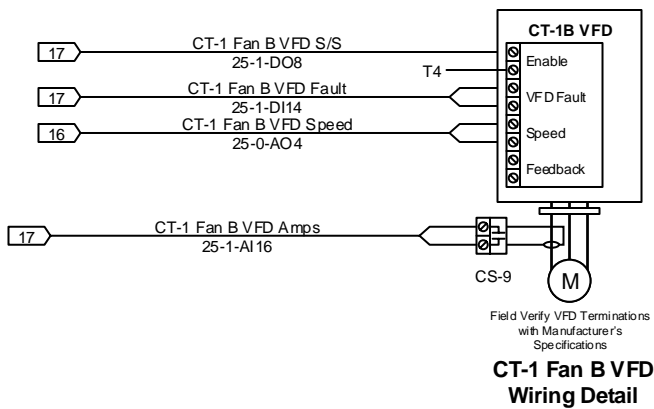 CT-1B VFD
17
CT-1 Fan B VFD S/S
25-1-DO8
Enable
T4
17
CT-1 Fan B VFD Fault
25-1-DI14
VFD Fault
16
CT-1 Fan B VFD Speed
25-0-AO4
Speed
Feedback
17
CT-1 Fan B VFD Amps
25-1-AI16
CS-9
M
Field Verify VFD Terminations
with Manufacturer's
Specifications
CT-1 Fan B VFD
Wiring Detail